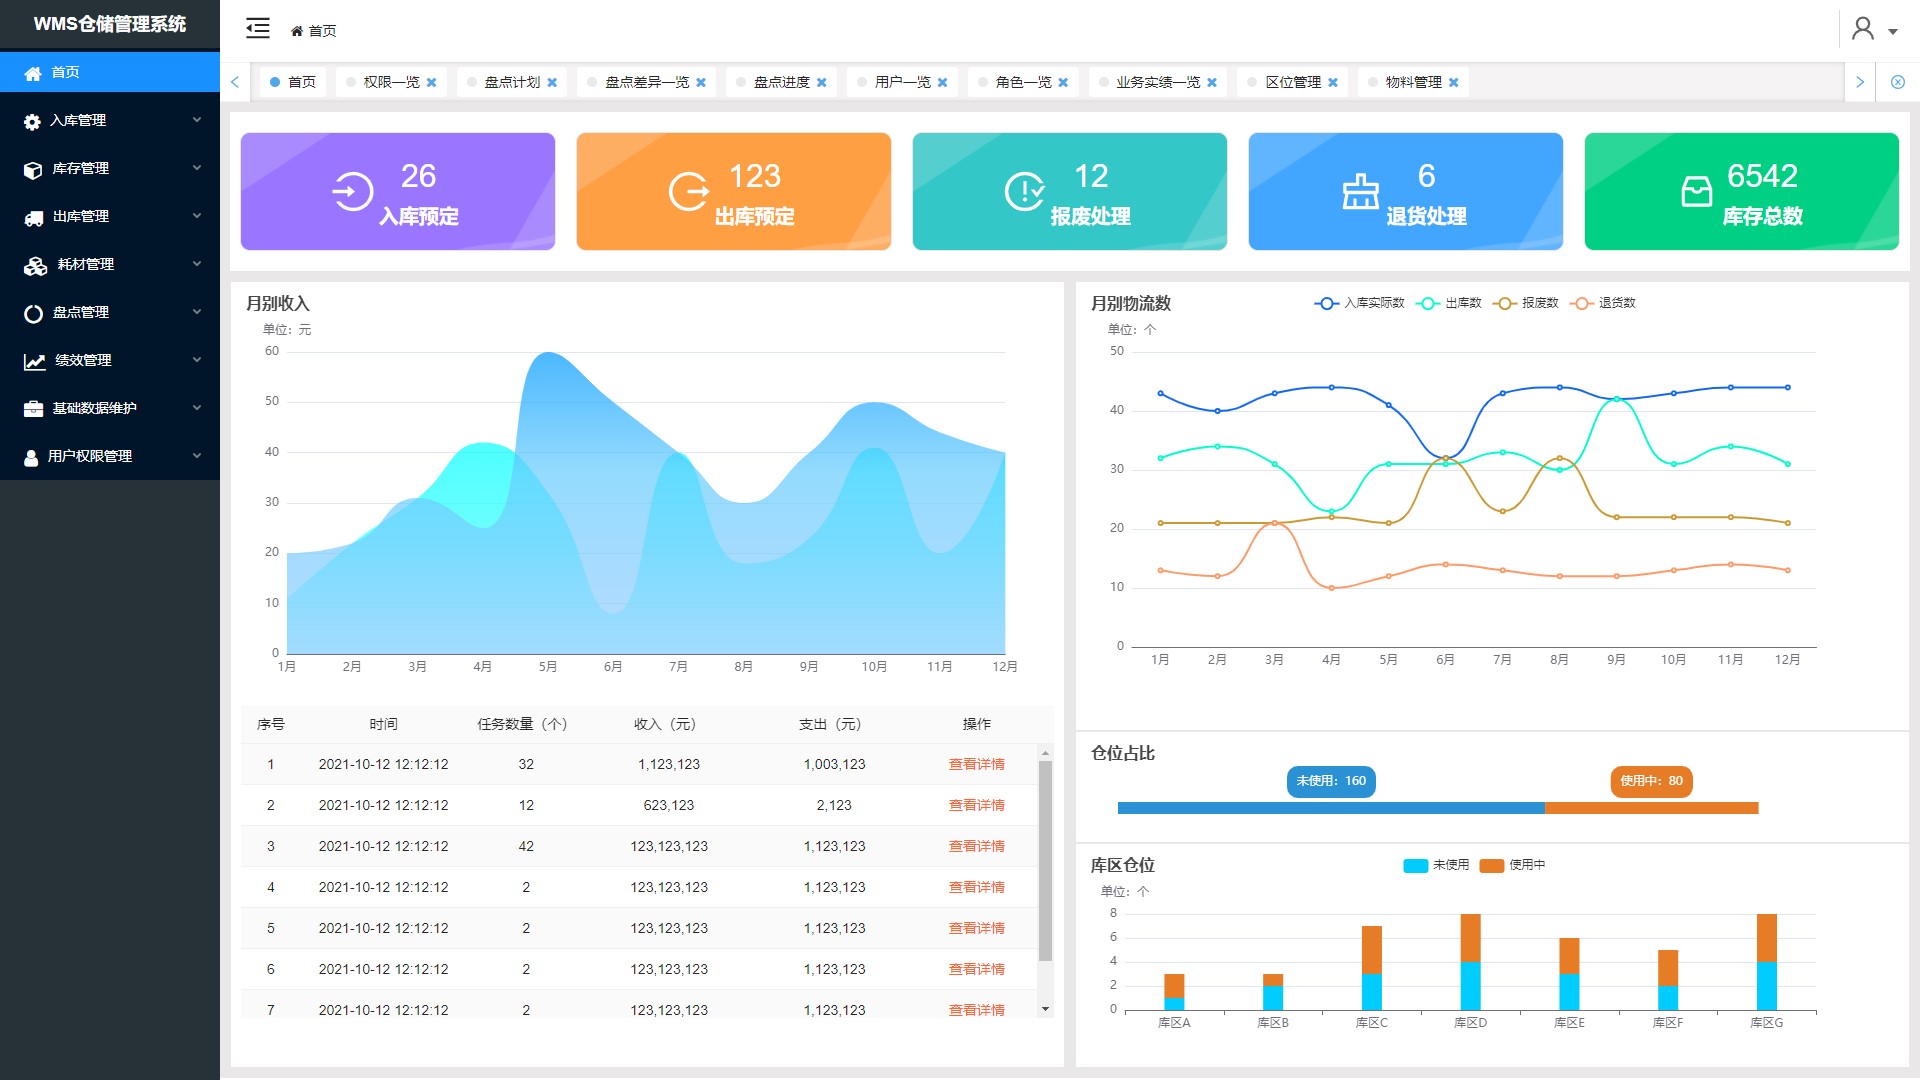 WMS仓储管理系统
首页
入库管理
库存管理
出库管理
耗材管理
盘点管理
绩效管理
基础数据维护
用户权限管理
首页
首页 权限一览 盘点计划 盘点差异一览 盘点进度 用户一览 角色一览 业务实绩一览 区位管理 物料管理
26
入库预定
123
出库预定
12
报废处理
6
退货处理
6542
库存总数
月别收入
单位：元
60
50
40
30
20
10
0
1月 2月 3月 4月 5月 6月 7月 8月 9月 10月 11月 12月
序号 时间 任务数量（个） 收入（元） 支出（元） 操作
1 2021-10-12 12:12:12 32 1,123,123 1,003,123 查看详情
2 2021-10-12 12:12:12 12 623,123 2,123 查看详情
3 2021-10-12 12:12:12 42 123,123,123 1,123,123 查看详情
4 2021-10-12 12:12:12 2 123,123,123 1,123,123 查看详情
5 2021-10-12 12:12:12 2 123,123,123 1,123,123 查看详情
6 2021-10-12 12:12:12 2 123,123,123 1,123,123 查看详情
7 2021-10-12 12:12:12 2 123,123,123 1,123,123 查看详情
月别物流数
入库实际数 出库数 报废数 退货数
单位：个
50
40
30
20
10
0
1月 2月 3月 4月 5月 6月 7月 8月 9月 10月 11月 12月
仓位占比
未使用：160 使用中：80
库区仓位
未使用 使用中
单位：个
8
6
4
2
0
库区A 库区B 库区C 库区D 库区E 库区F 库区G